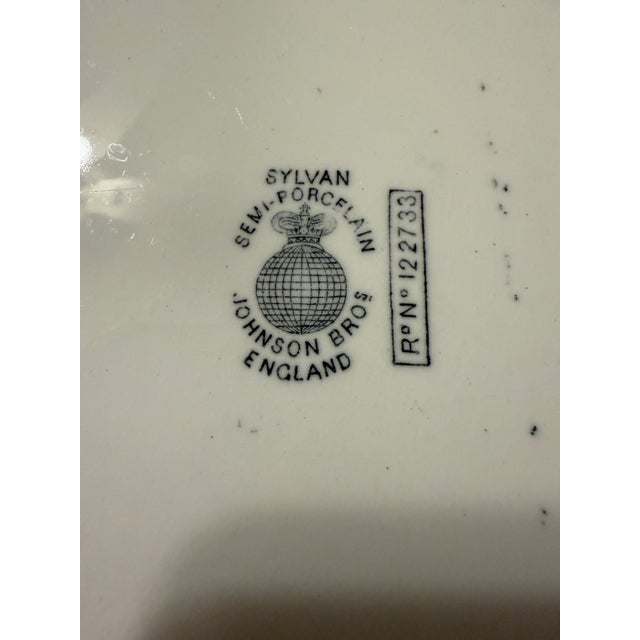 SYLVAN
SEMI-PORCELAIN
JOHNSON BROS
ENGLAND
Rᵈ Nº 122733